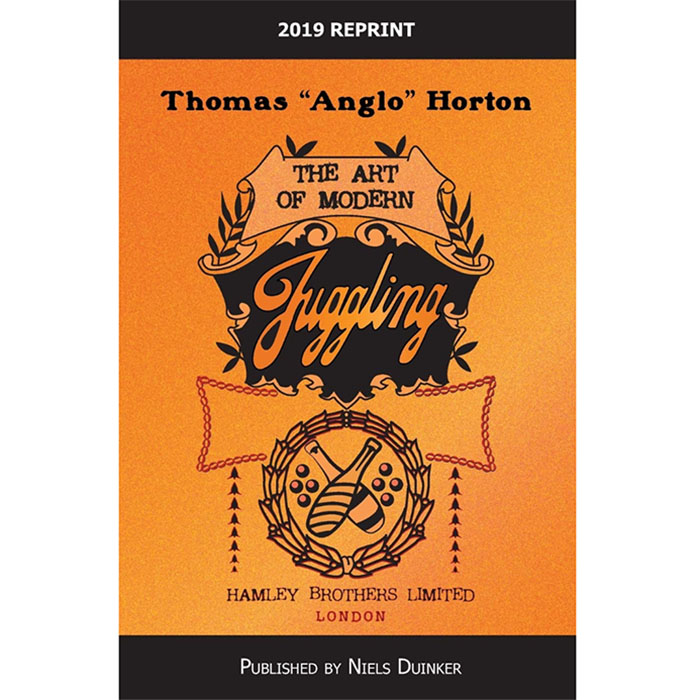 2019 REPRINT
Thomas “Anglo” Horton
THE ART
OF MODERN
Juggling
HAMLEY BROTHERS LIMITED
LONDON
PUBLISHED BY NIELS DUINKER